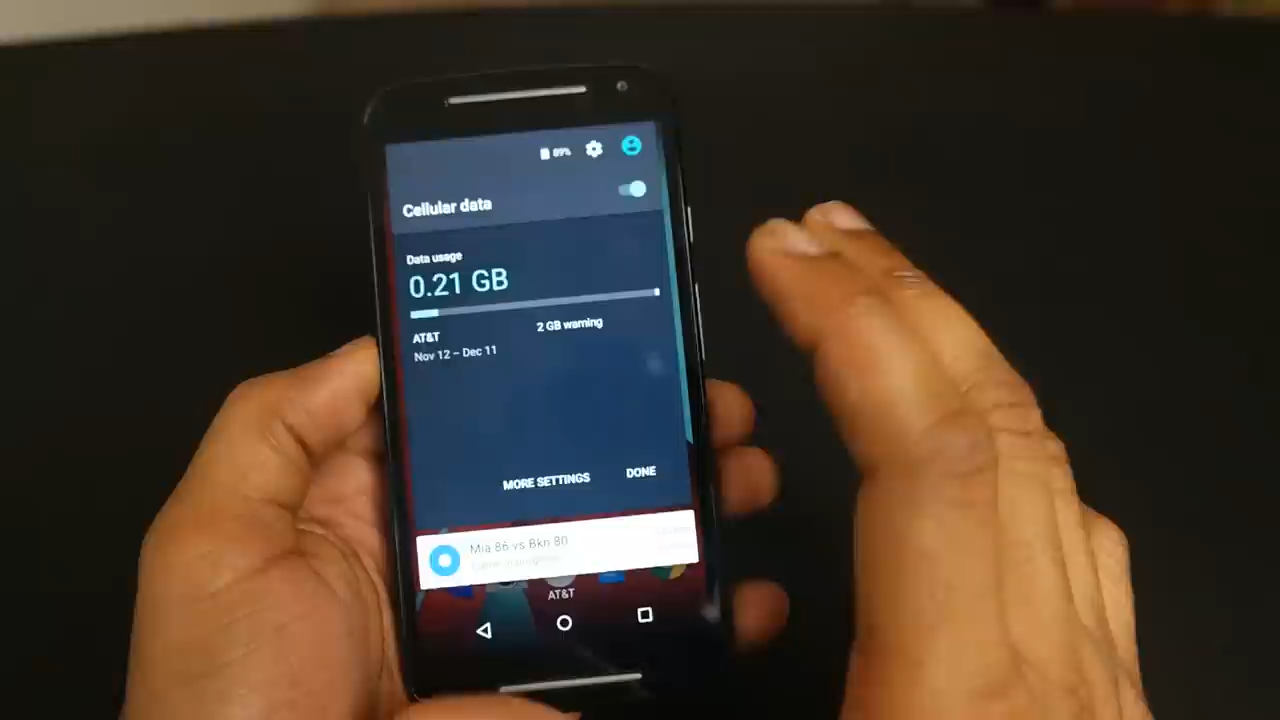 89%
Cellular data
Data usage
0.21 GB
AT&T
2 GB warning
Nov 12 – Dec 11
MORE SETTINGS
DONE
Mia 86 vs Bkn 80
AT&T